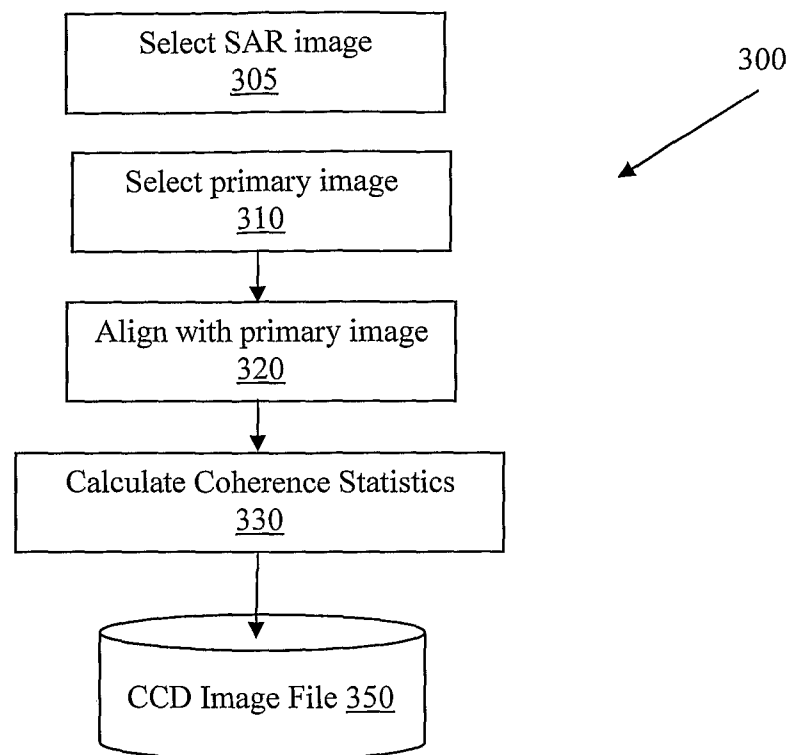 Select SAR image
305
300
Select primary image
310
Align with primary image
320
Calculate Coherence Statistics
330
CCD Image File 350